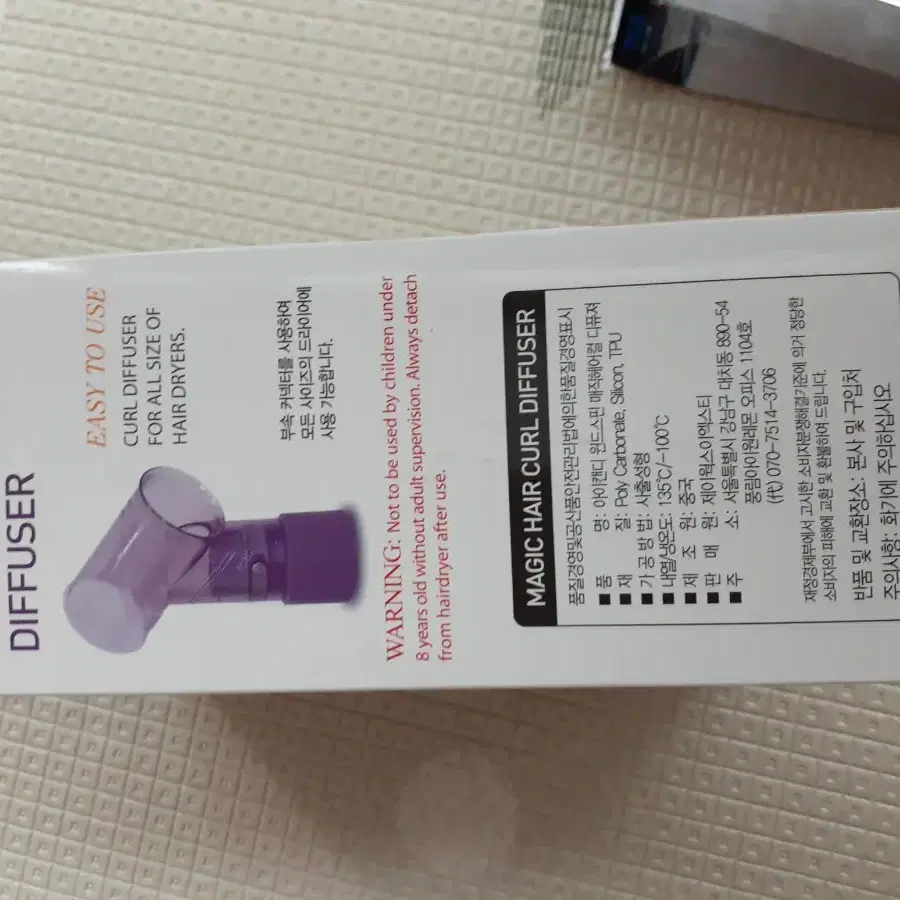 DIFFUSER
EASY TO USE
CURL DIFFUSER
FOR ALL SIZE OF
HAIR DRYERS.
부속 커넥터를 사용하여
모든 사이즈의 드라이어에
사용 가능합니다.
WARNING: Not to be used by children under
8 years old without adult supervision. Always detach
from hairdryer after use.
MAGIC HAIR CURL DIFFUSER
품질경영및공산품안전관리법에의한품질경영표시
■ 품 명: 아이캔디 윈드스핀 매직헤어컬 디퓨져
■ 재 질: Poly Carbonate, Silicon, TPU
■ 가 공 방 법: 사출성형
■ 내열/냉온도: 135℃/-100℃
■ 제 조 원: 중국
■ 판 매 원: 제이웍스이엑스티
■ 주 소: 서울특별시 강남구 대치동 890-54
풍림아이원레몬 오피스 1104호
(tt) 070-7514-3706
재정경제부에서 고시한 소비자분쟁해결기준에 의거 정당한
소비자의 피해에 교환 및 환불하여 드립니다.
반품 및 교환장소: 본사 및 구입처
주의사항: 화기에 주의하십시오